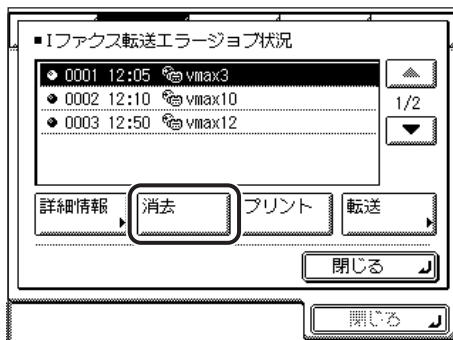 ■Iファクス転送エラージョブ状況
0001 12:05 vmax3
0002 12:10 vmax10
0003 12:50 vmax12
1/2
詳細情報 消去 プリント 転送
閉じる
閉じる